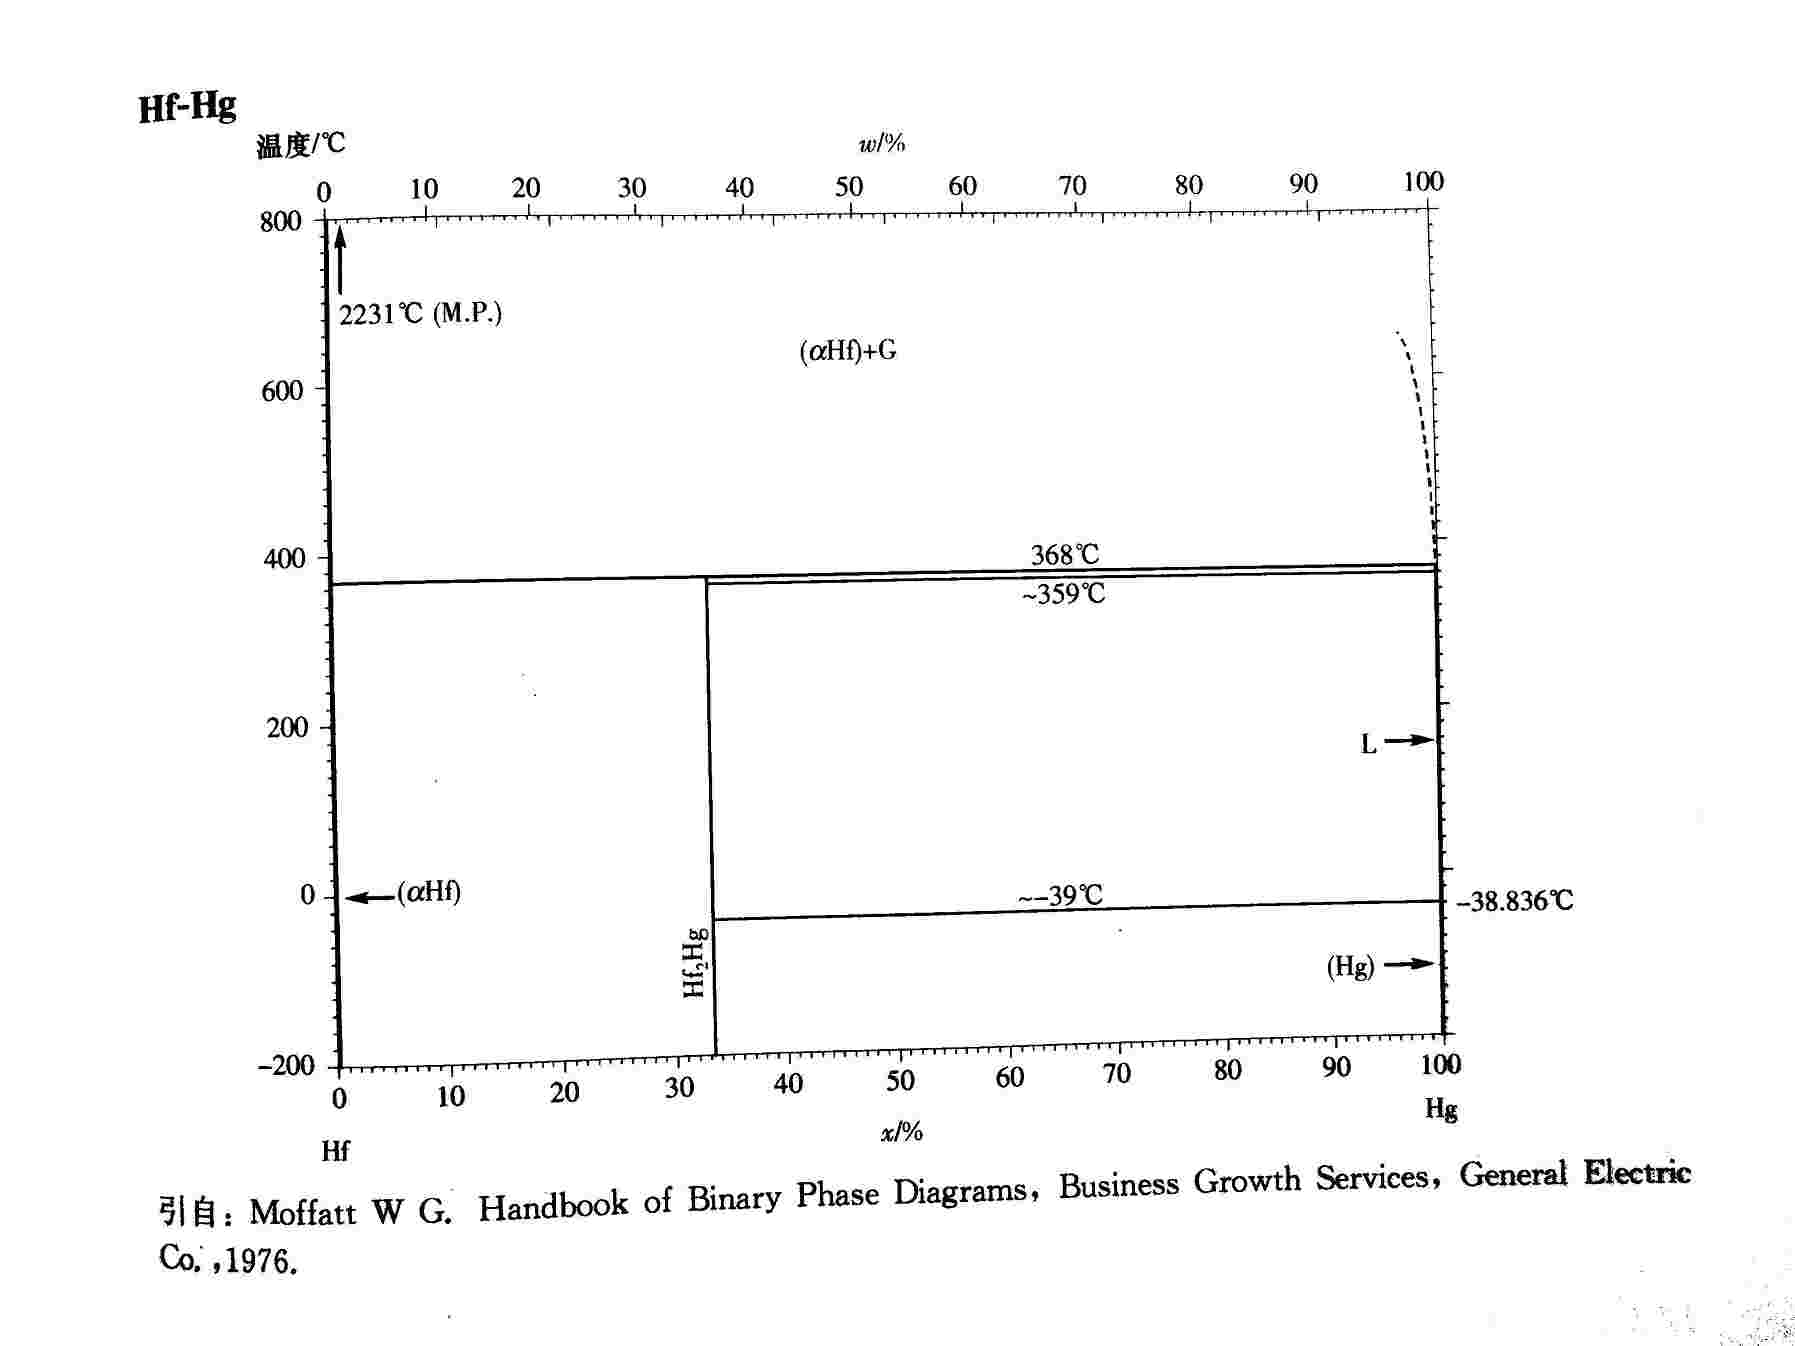 Hf-Hg
温度/℃
w/%
0 10 20 30 40 50 60 70 80 90 100
800
2231℃ (M.P.)
(αHf)+G
600
400
368℃
~359℃
200
L
0
(αHf)
~−39℃
−38.836℃
Hf₂Hg
(Hg)
−200
0 10 20 30 40 50 60 70 80 90 100
Hf
x/%
Hg
引自：Moffatt W G. Handbook of Binary Phase Diagrams, Business Growth Services, General Electric
Co. ,1976.